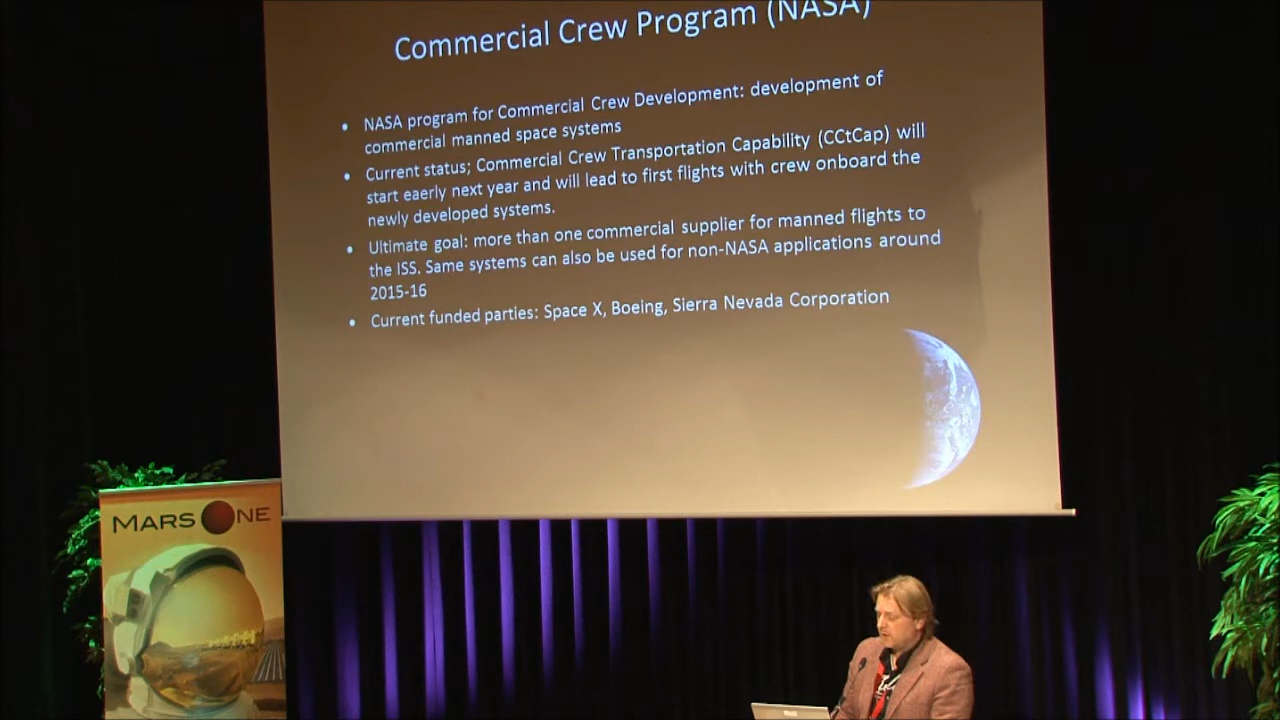 Commercial Crew Program (NASA)
• NASA program for Commercial Crew Development: development of
commercial manned space systems
• Current status; Commercial Crew Transportation Capability (CCtCap) will
start eaerly next year and will lead to first flights with crew onboard the
newly developed systems.
• Ultimate goal: more than one commercial supplier for manned flights to
the ISS. Same systems can also be used for non-NASA applications around
2015-16
• Current funded parties: Space X, Boeing, Sierra Nevada Corporation
MARS ONE